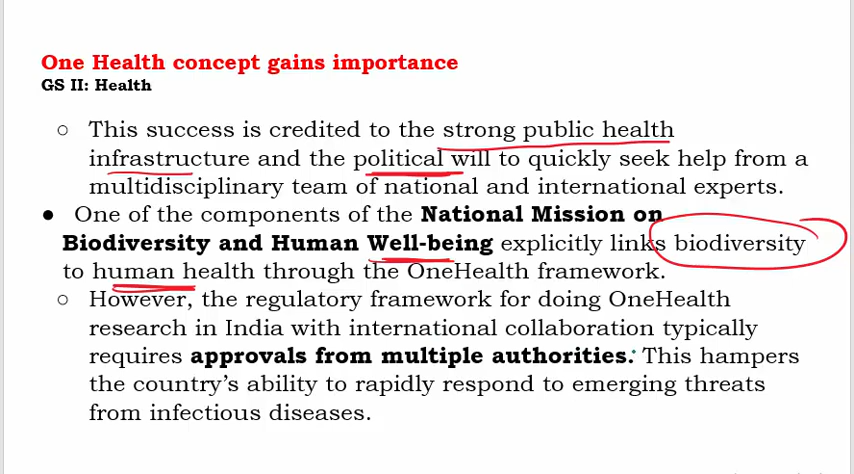 One Health concept gains importance
GS II: Health
○ This success is credited to the strong public health
infrastructure and the political will to quickly seek help from a
multidisciplinary team of national and international experts.
● One of the components of the National Mission on
Biodiversity and Human Well-being explicitly links biodiversity
to human health through the OneHealth framework.
○ However, the regulatory framework for doing OneHealth
research in India with international collaboration typically
requires approvals from multiple authorities. This hampers
the country's ability to rapidly respond to emerging threats
from infectious diseases.